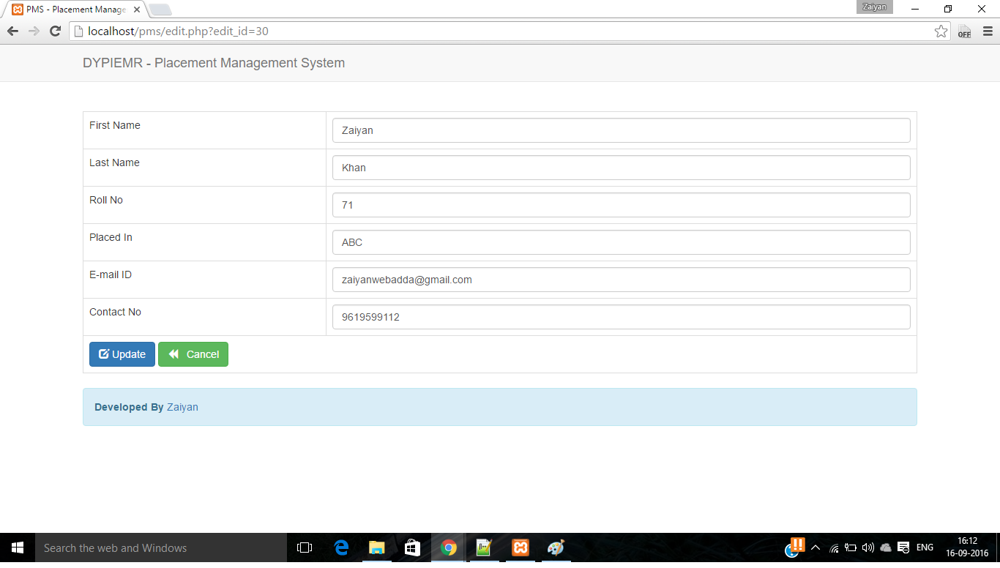 PMS - Placement Manage
Zaiyan
localhost/pms/edit.php?edit_id=30
OFF
DYPIEMR - Placement Management System
First Name Zaiyan
Last Name Khan
Roll No 71
Placed In ABC
E-mail ID zaiyanwebadda@gmail.com
Contact No 9619599112
Update Cancel
Developed By Zaiyan
Search the web and Windows
ENG
16:12
16-09-2016